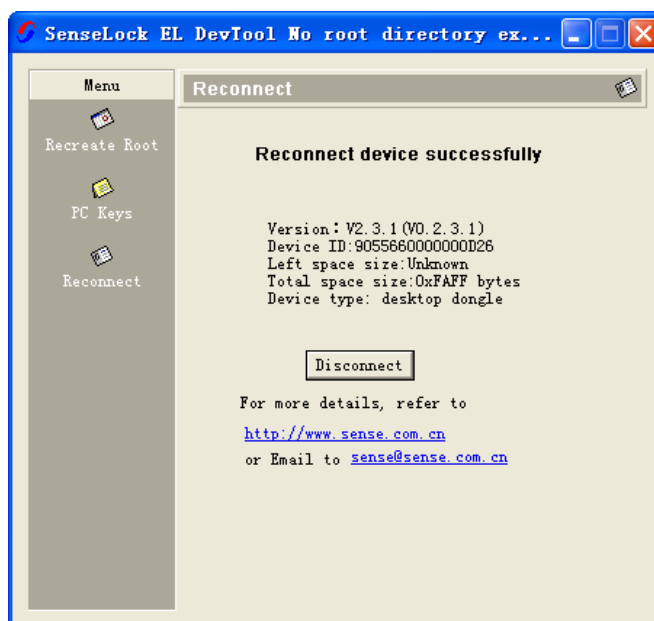 SenseLock EL DevTool No root directory ex...
Menu
Reconnect
Recreate Root
PC Keys
Reconnect
Reconnect device successfully
Version: V2.3.1(V0.2.3.1)
Device ID:9055660000000D26
Left space size:Unknown
Total space size:0xFAFF bytes
Device type: desktop dongle
Disconnect
For more details, refer to
http://www.sense.com.cn
or Email to sense@sense.com.cn